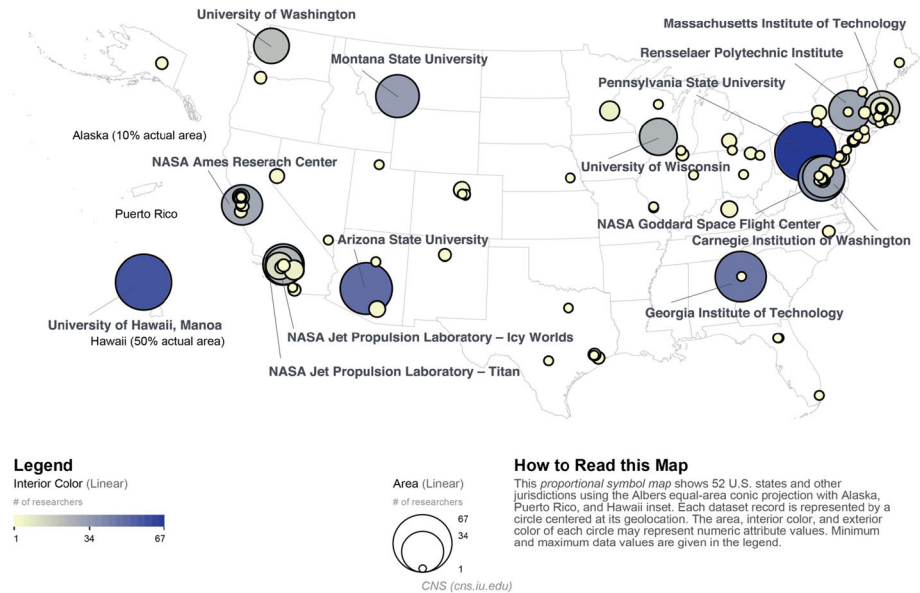 University of Washington
Massachusetts Institute of Technology
Rensselaer Polytechnic Institute
Montana State University
Pennsylvania State University
Alaska (10% actual area)
NASA Ames Reserach Center
University of Wisconsin
Puerto Rico
NASA Goddard Space Flight Center
Arizona State University
Carnegie Institution of Washington
Georgia Institute of Technology
University of Hawaii, Manoa
Hawaii (50% actual area)
NASA Jet Propulsion Laboratory – Icy Worlds
NASA Jet Propulsion Laboratory – Titan
Legend
Interior Color (Linear)
# of researchers
1 34 67
Area (Linear)
# of researchers
67
34
1
CNS (cns.iu.edu)
How to Read this Map
This proportional symbol map shows 52 U.S. states and other
jurisdictions using the Albers equal-area conic projection with Alaska,
Puerto Rico, and Hawaii inset. Each dataset record is represented by a
circle centered at its geolocation. The area, interior color, and exterior
color of each circle may represent numeric attribute values. Minimum
and maximum data values are given in the legend.